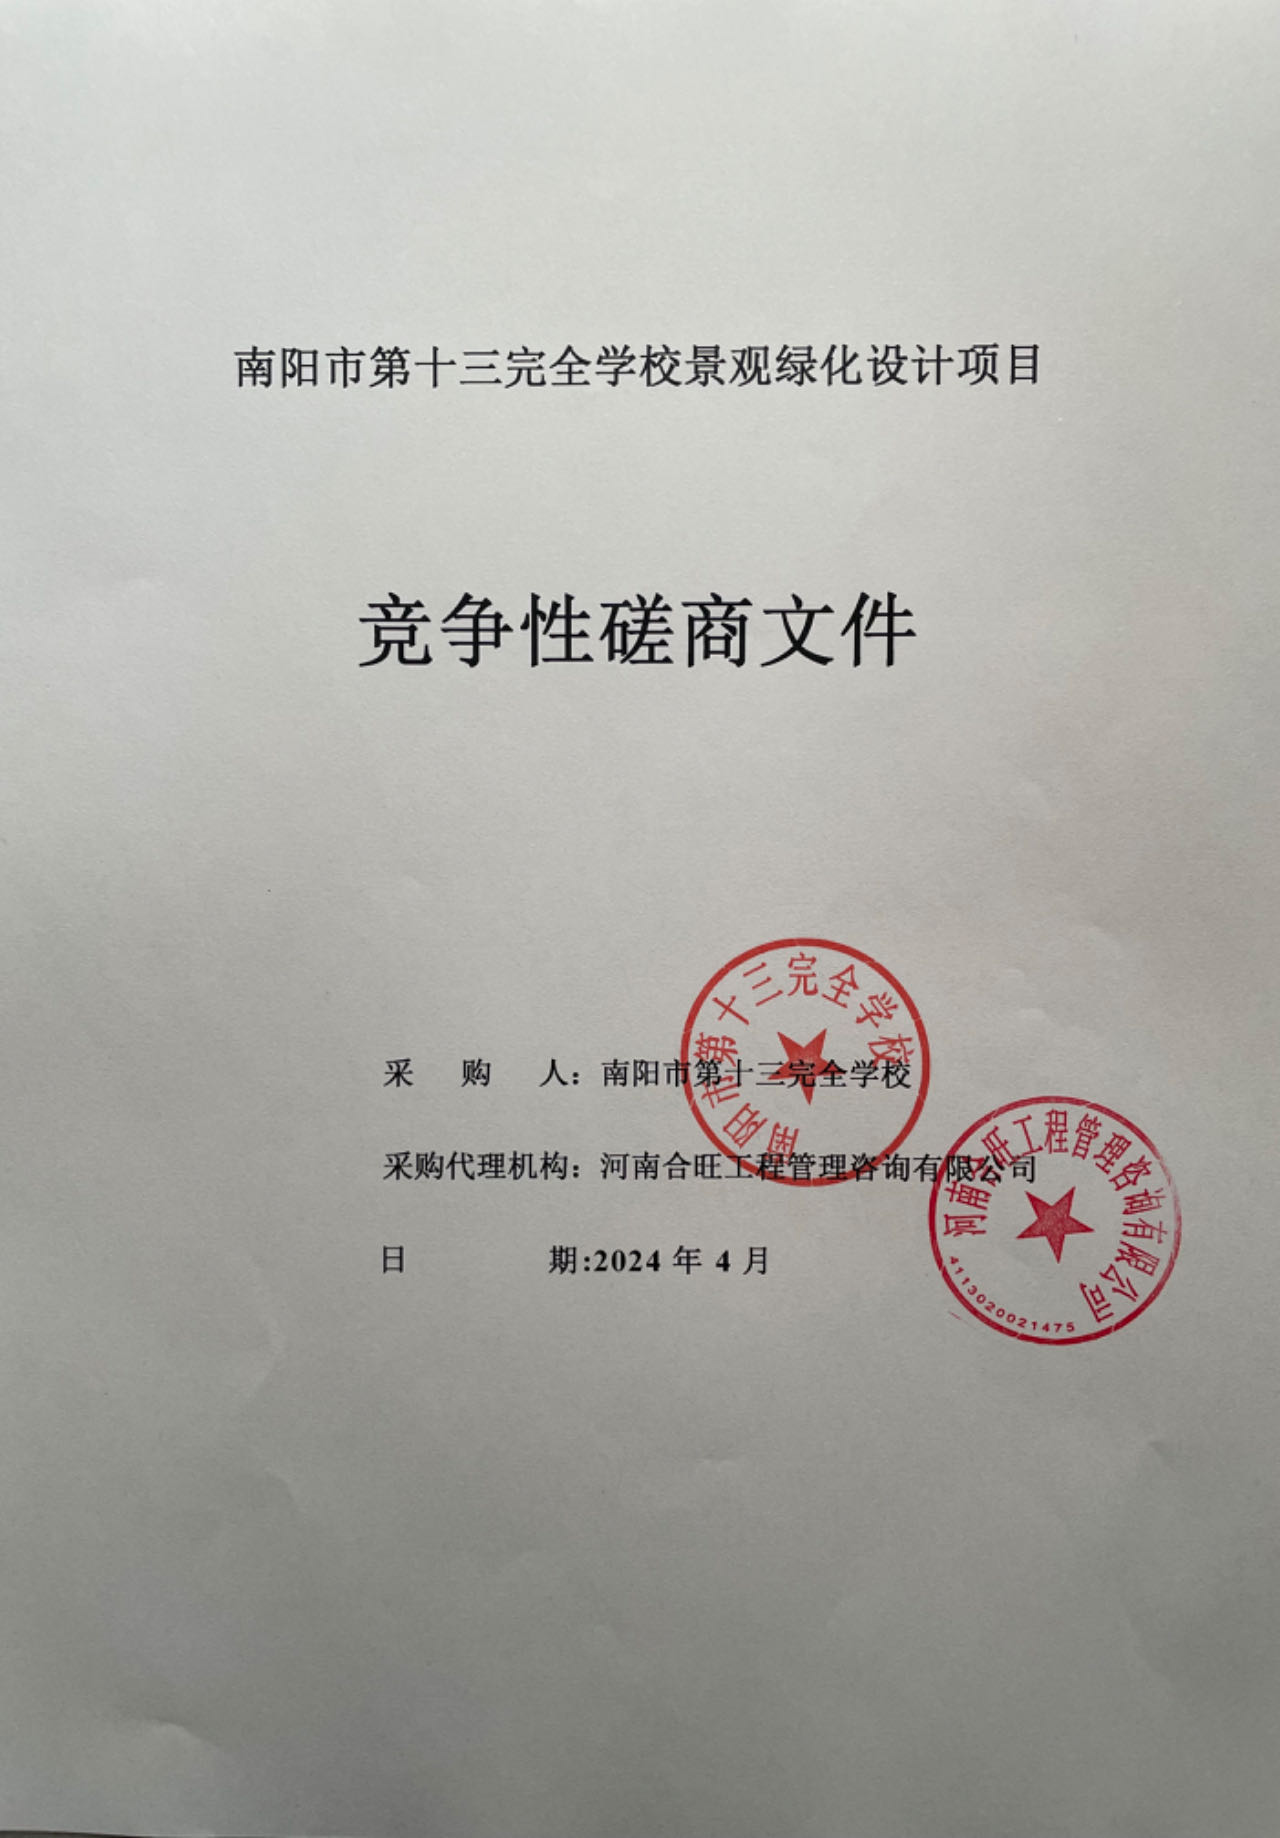 南阳市第十三完全学校景观绿化设计项目
竞争性磋商文件
南阳市第十三完全学校
采 购 人：南阳市第十三完全学校
采购代理机构：河南合旺工程管理咨询有限公司
河南合旺工程管理咨询有限公司
4113020021475
日 期:2024 年 4 月